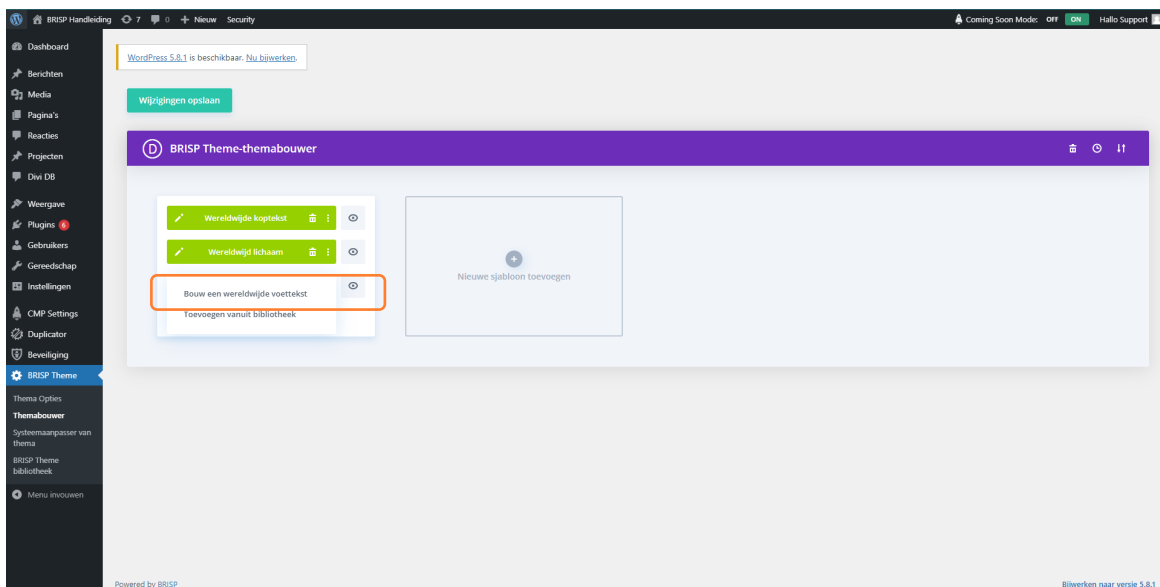 BRISP Handleiding 7 0 + Nieuw Security Coming Soon Mode: OFF ON Hallo Support
Dashboard
Berichten
Media
Pagina's
Reacties
Projecten
Divi DB
Weergave
Plugins 6
Gebruikers
Gereedschap
Instellingen
CMP Settings
Duplicator
Beveiliging
BRISP Theme
Thema Opties
Themabouwer
Systeemaanpasser van
thema
BRISP Theme
bibliotheek
Menu invouwen
WordPress 5.8.1 is beschikbaar. Nu bijwerken.
Wijzigingen opslaan
D BRISP Theme-themabouwer
Wereldwijde koptekst
Wereldwijd lichaam
Bouw een wereldwijde voettekst
Toevoegen vanuit bibliotheek
Nieuwe sjabloon toevoegen
Powered by BRISP
Bijwerken naar versie 5.8.1